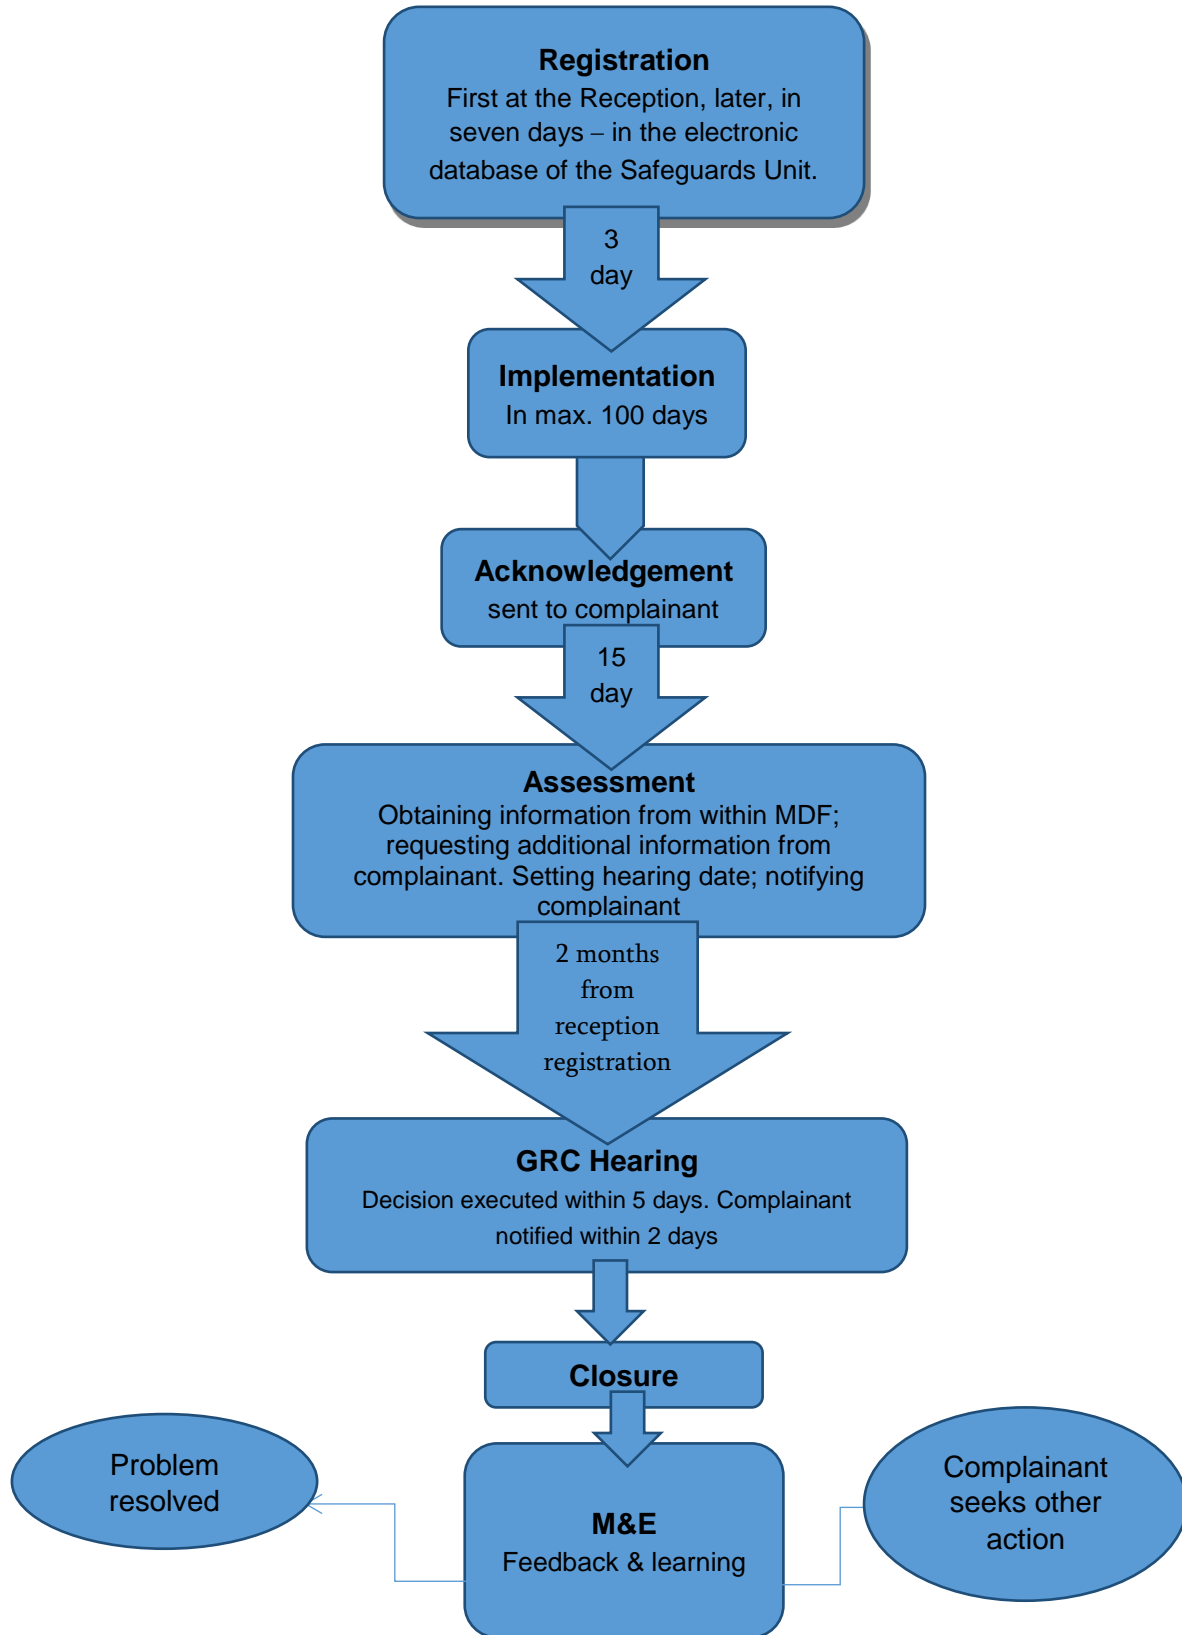 Registration
First at the Reception, later, in
seven days – in the electronic
database of the Safeguards Unit.
3
day
Implementation
In max. 100 days
Acknowledgement
sent to complainant
15
day
Assessment
Obtaining information from within MDF;
requesting additional information from
complainant. Setting hearing date; notifying
complainant
2 months
from
reception
registration
GRC Hearing
Decision executed within 5 days. Complainant
notified within 2 days
Closure
Problem
resolved
M&E
Feedback & learning
Complainant
seeks other
action